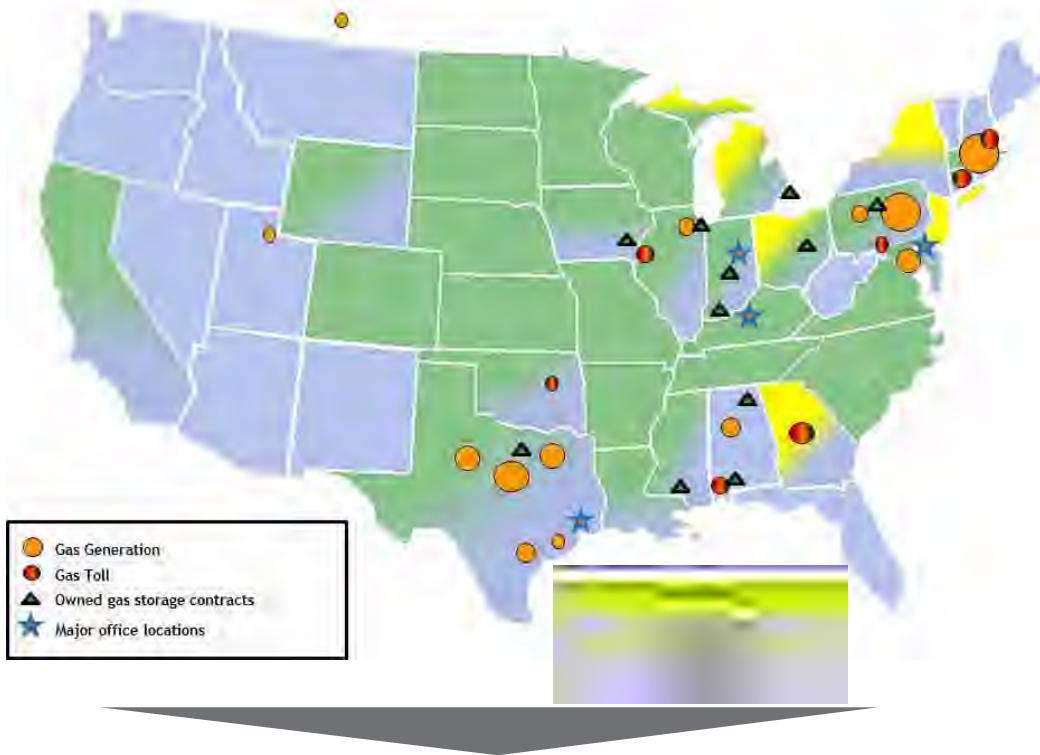 Gas Generation
Gas Toll
Owned gas storage contracts
Major office locations